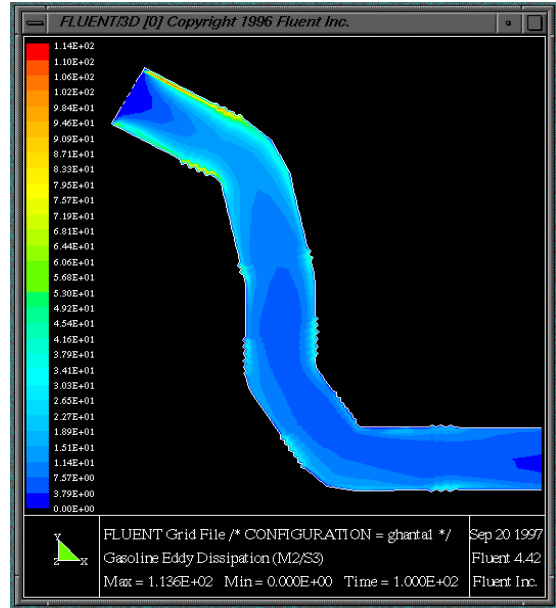 FLUENT/3D [0] Copyright 1996 Fluent Inc.
1.14E+02
1.10E+02
1.06E+02
1.02E+02
9.84E+01
9.46E+01
9.09E+01
8.71E+01
8.33E+01
7.95E+01
7.57E+01
7.19E+01
6.81E+01
6.44E+01
6.06E+01
5.68E+01
5.30E+01
4.92E+01
4.54E+01
4.16E+01
3.79E+01
3.41E+01
3.03E+01
2.65E+01
2.27E+01
1.89E+01
1.51E+01
1.14E+01
7.57E+00
3.79E+00
0.00E+00
Y
Z X
FLUENT Grid File /* CONFIGURATION = ghanta1 */
Gasoline Eddy Dissipation (M2/S3)
Max = 1.136E+02 Min = 0.000E+00 Time = 1.000E+02
Sep 20 1997
Fluent 4.42
Fluent Inc.